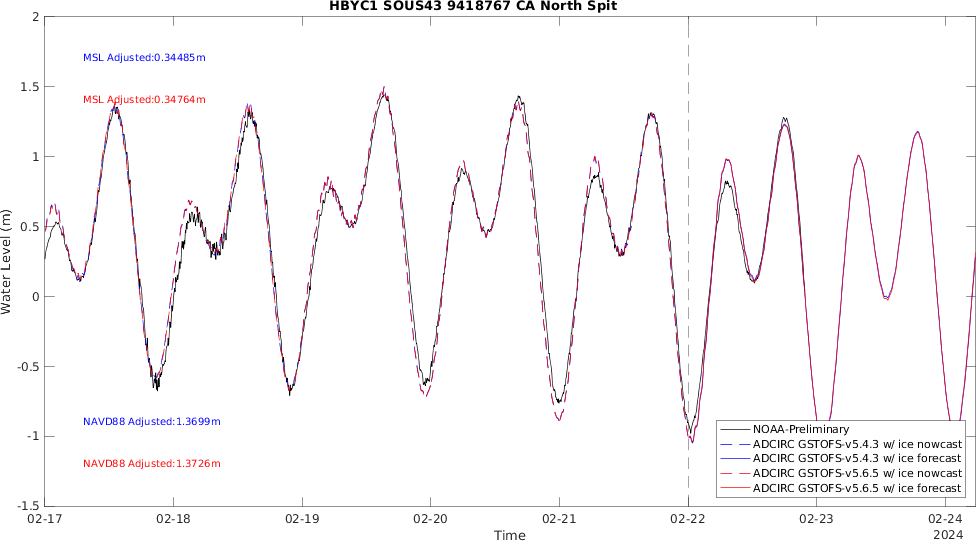 HBYC1 SOUS43 9418767 CA North Spit
2
MSL Adjusted:0.34485m
1.5
MSL Adjusted:0.34764m
1
0.5
Water Level (m)
0
-0.5
NAVD88 Adjusted:1.3699m
-1
NAVD88 Adjusted:1.3726m
NOAA-Preliminary
ADCIRC GSTOFS-v5.4.3 w/ ice nowcast
ADCIRC GSTOFS-v5.4.3 w/ ice forecast
ADCIRC GSTOFS-v5.6.5 w/ ice nowcast
ADCIRC GSTOFS-v5.6.5 w/ ice forecast
-1.5
02-17 02-18 02-19 02-20 02-21 02-22 02-23 02-24
Time
2024